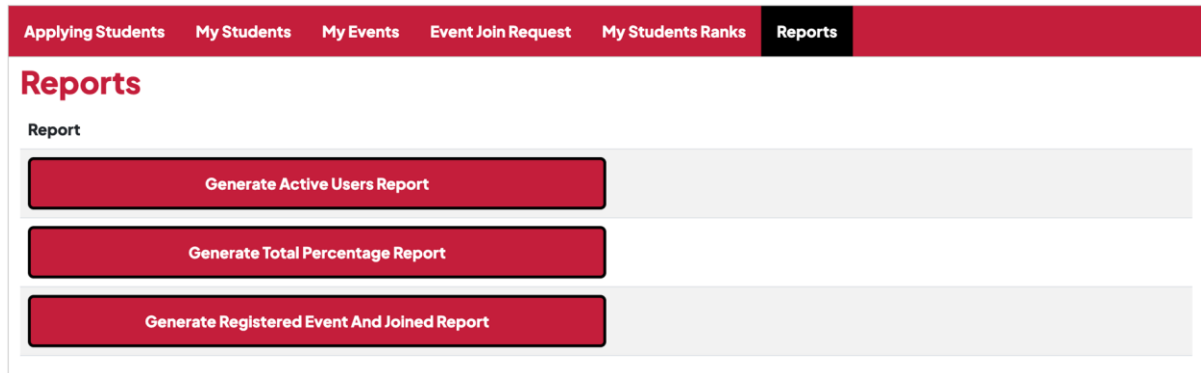 Applying Students My Students My Events Event Join Request My Students Ranks Reports
Reports
Report
Generate Active Users Report
Generate Total Percentage Report
Generate Registered Event And Joined Report